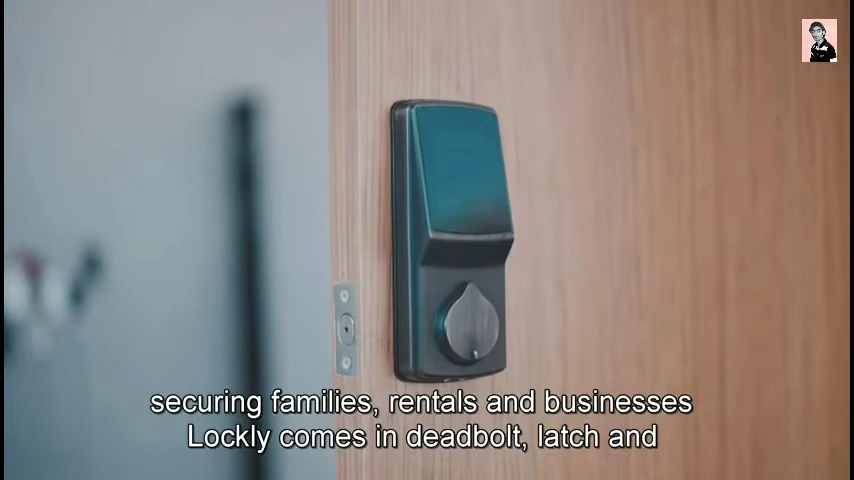 securing families, rentals and businesses
Lockly comes in deadbolt, latch and